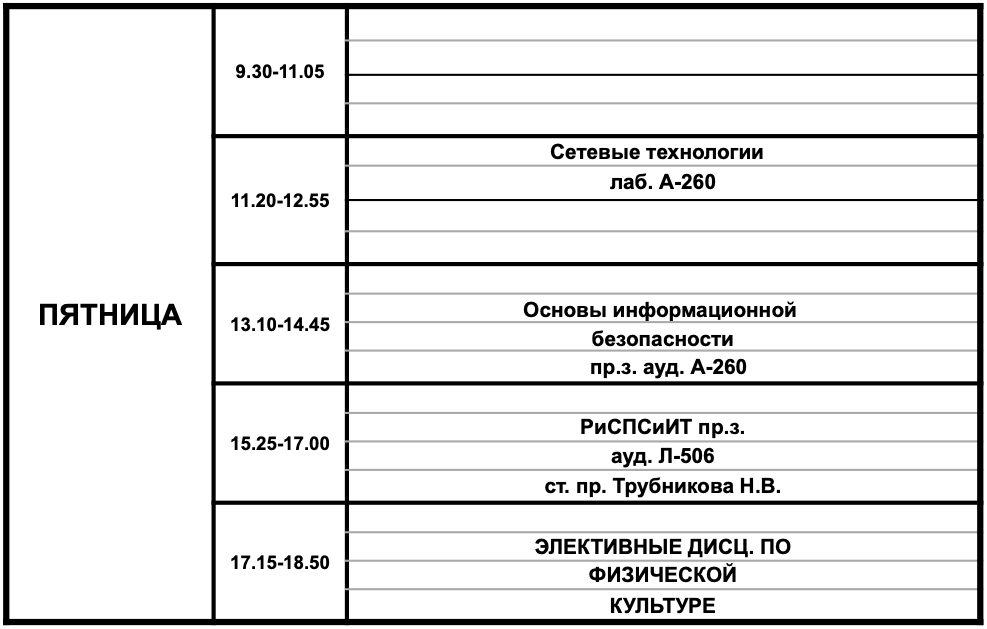 ПЯТНИЦА
9.30-11.05
11.20-12.55
Сетевые технологии
лаб. А-260
13.10-14.45
Основы информационной
безопасности
пр.з. ауд. А-260
15.25-17.00
РиСПСиИТ пр.з.
ауд. Л-506
ст. пр. Трубникова Н.В.
17.15-18.50
ЭЛЕКТИВНЫЕ ДИСЦ. ПО
ФИЗИЧЕСКОЙ
КУЛЬТУРЕ